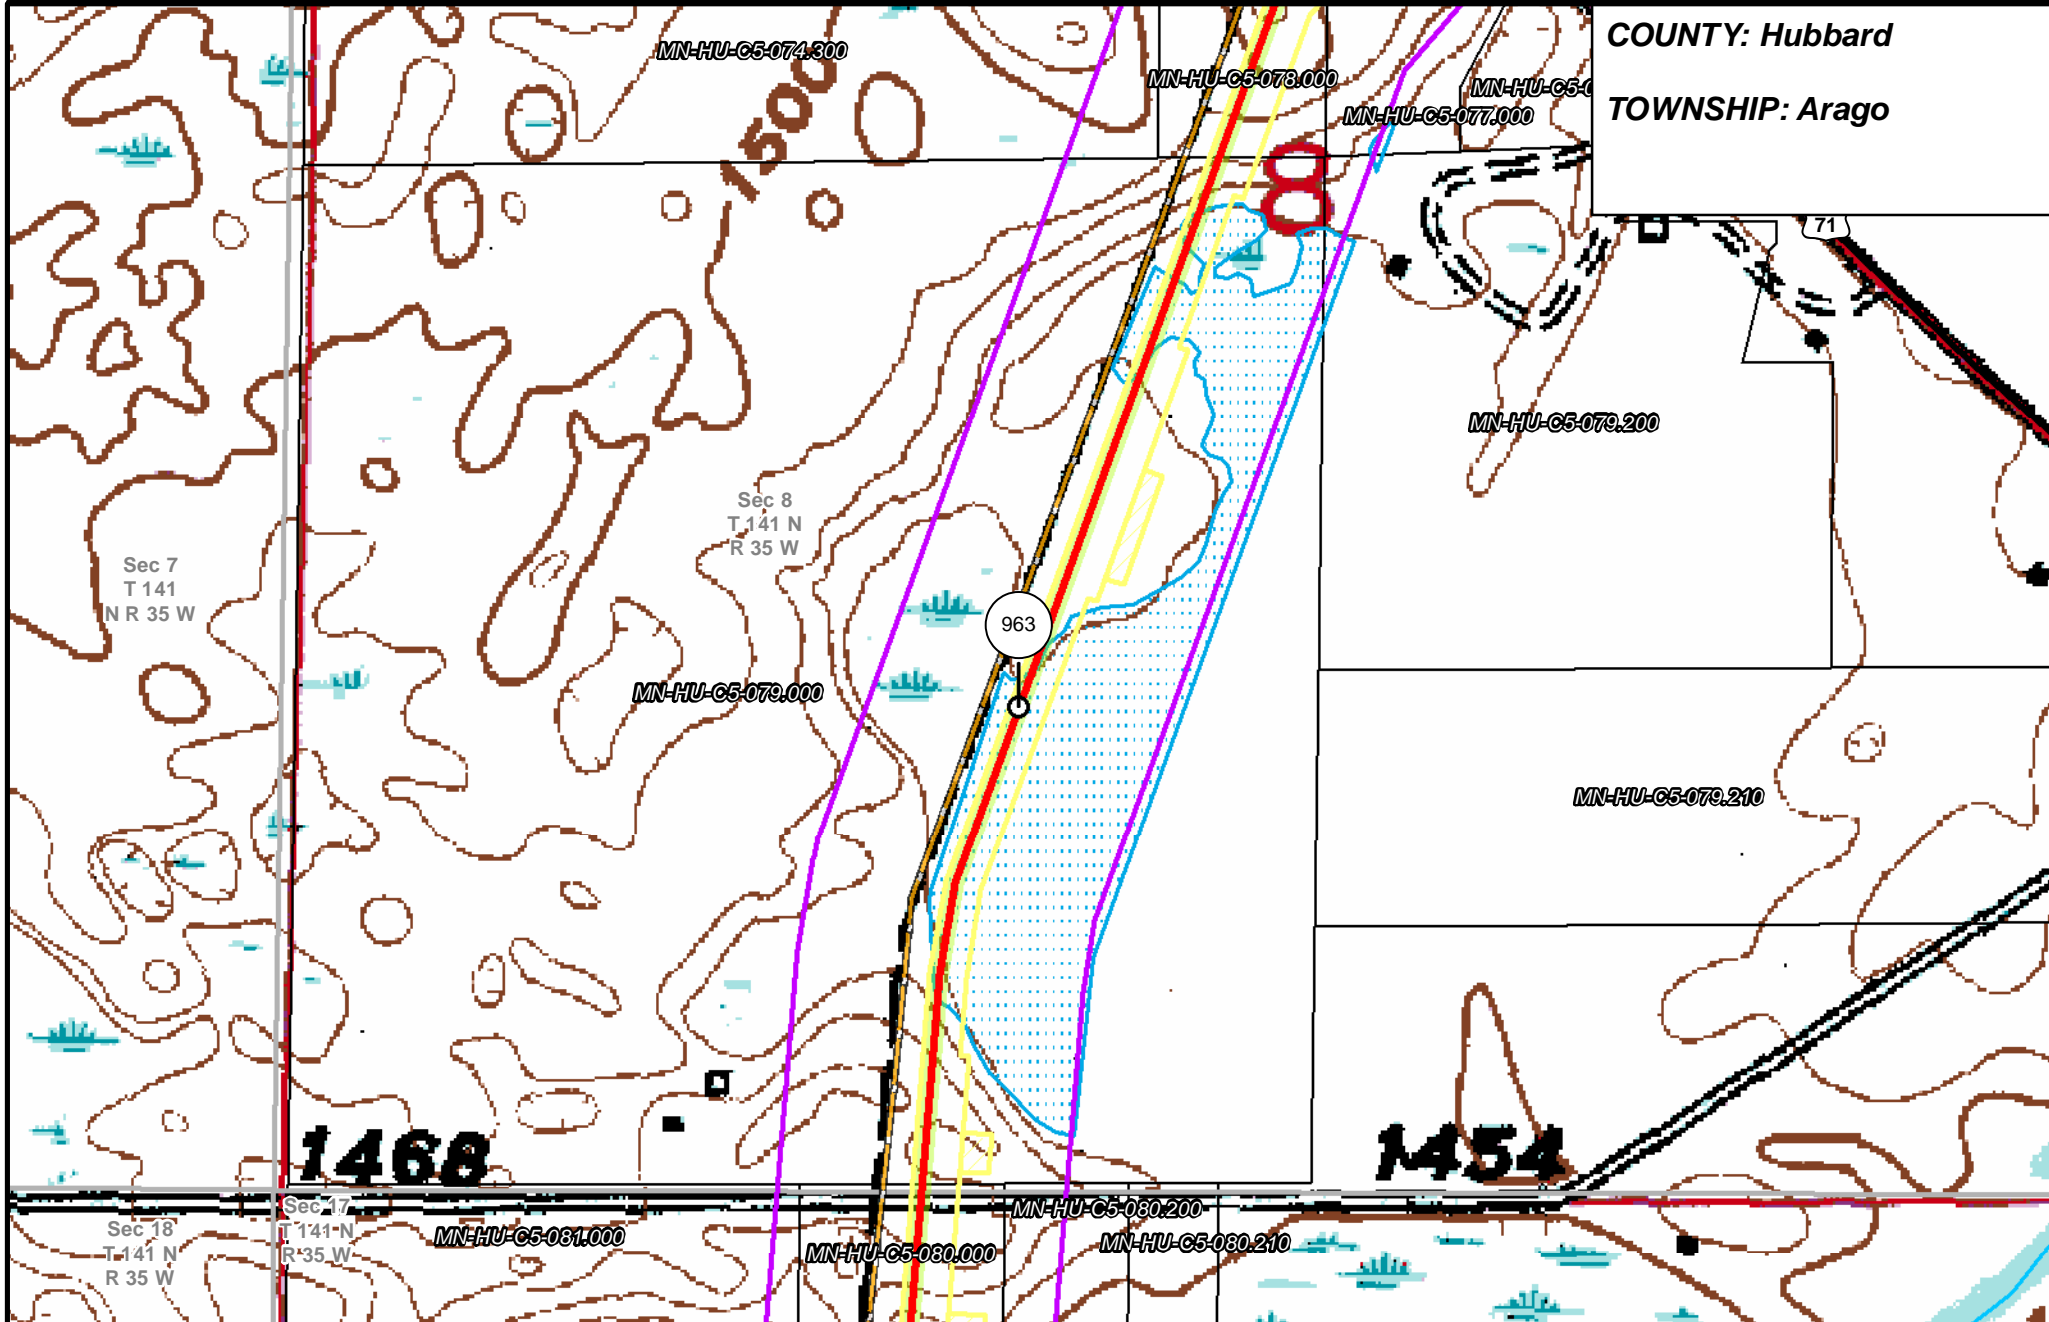 COUNTY: Hubbard
TOWNSHIP: Arago
MN-HU-C5-074.300
MN-HU-C5-078.000
MN-HU-C5-0
MN-HU-C5-077.000
1500
8
71
MN-HU-C5-079.200
Sec 8
T 141 N
R 35 W
Sec 7
T 141
N R 35 W
963
MN-HU-C5-079.000
MN-HU-C5-079.210
1468
1454
Sec 17
T 141 N
R 35 W
Sec 18
T 141 N
R 35 W
MN-HU-C5-081.000
MN-HU-C5-080.200
MN-HU-C5-080.000
MN-HU-C5-080.210